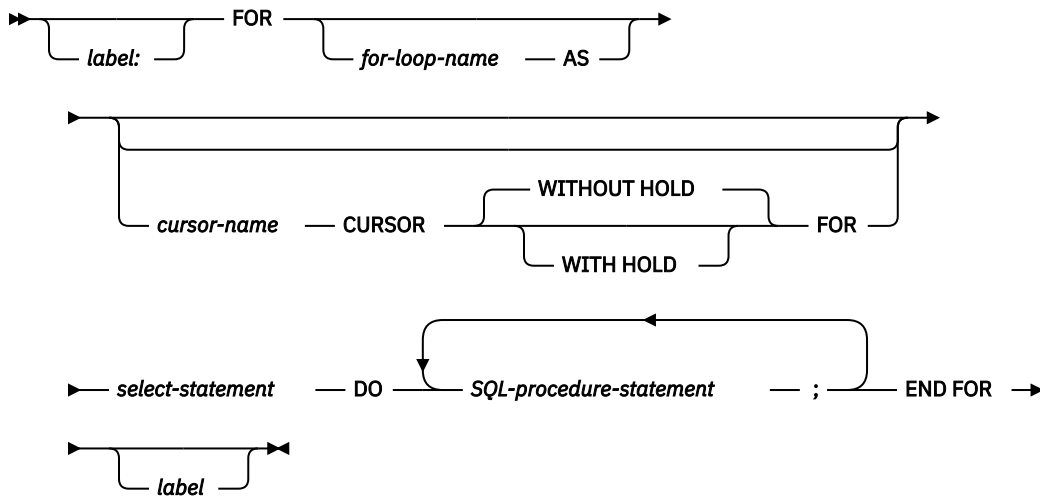 FOR
label: for-loop-name AS
WITHOUT HOLD
cursor-name CURSOR FOR
WITH HOLD
select-statement DO SQL-procedure-statement ; END FOR
label